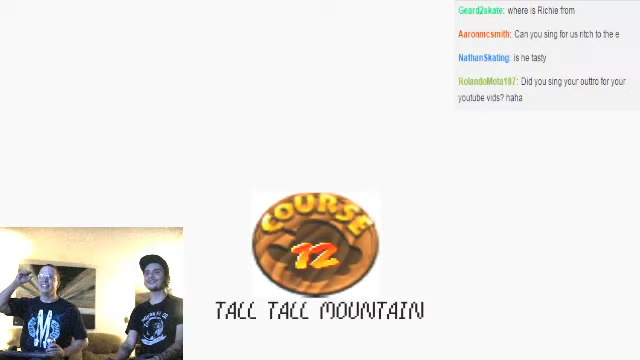 Geard2skate: where is Richie from
Aaronmcsmith: Can you sing for us ritch to the e
NathanSkating: is he tasty
RolandoMota187: Did you sing your outtro for your
youtube vids? haha
COURSE
12
TALL TALL MOUNTAIN
M